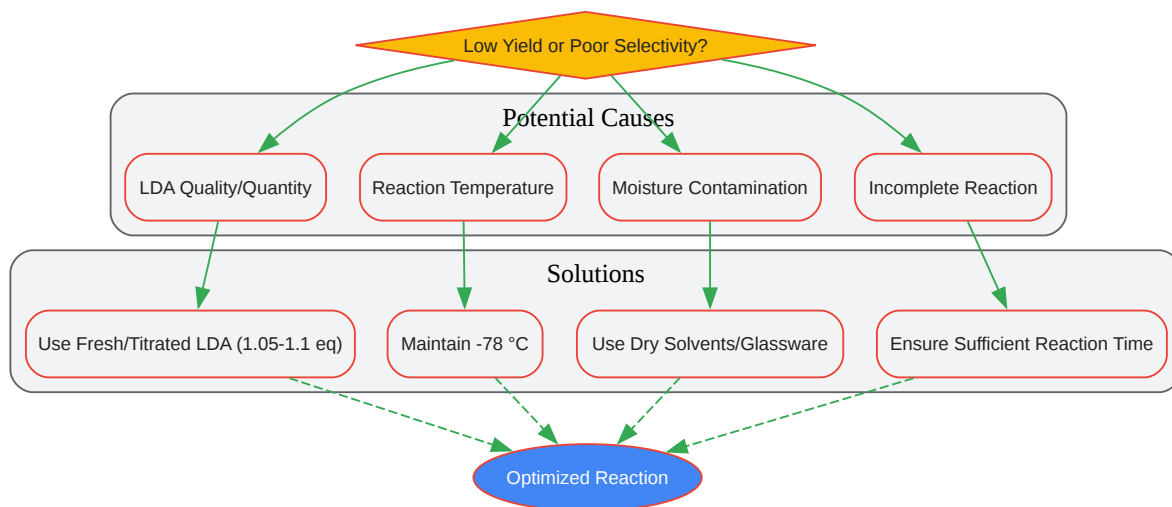 Low Yield or Poor Selectivity?
Potential Causes
LDA Quality/Quantity
Reaction Temperature
Moisture Contamination
Incomplete Reaction
Solutions
Use Fresh/Titrated LDA (1.05-1.1 eq)
Maintain -78 °C
Use Dry Solvents/Glassware
Ensure Sufficient Reaction Time
Optimized Reaction